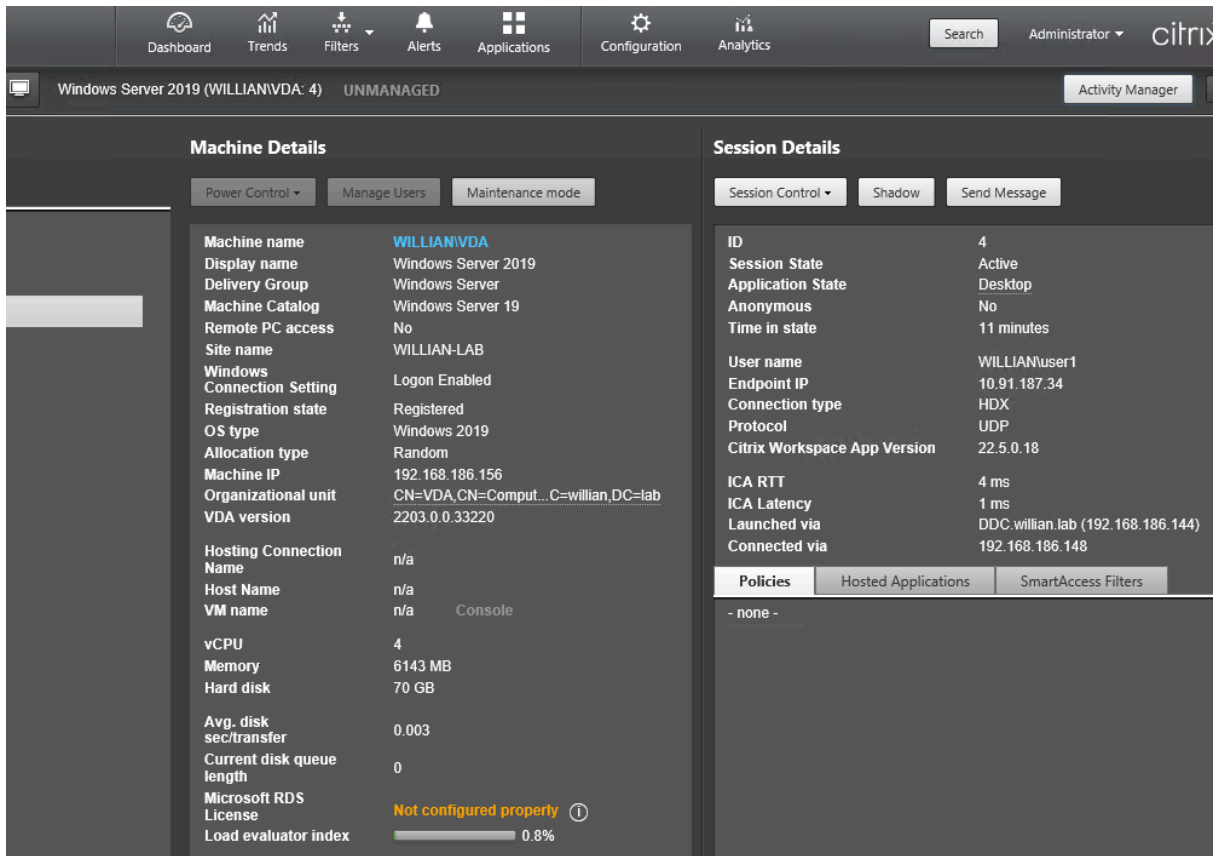 Dashboard Trends Filters Alerts Applications Configuration Analytics Search Administrator
Windows Server 2019 (WILLIAN\VDA: 4) UNMANAGED Activity Manager
Machine Details
Power Control Manage Users Maintenance mode
Machine name WILLIAN\VDA
Display name Windows Server 2019
Delivery Group Windows Server
Machine Catalog Windows Server 19
Remote PC access No
Site name WILLIAN-LAB
Windows
Connection Setting Logon Enabled
Registration state Registered
OS type Windows 2019
Allocation type Random
Machine IP 192.168.186.156
Organizational unit CN=VDA,CN=Comput...C=willian,DC=lab
VDA version 2203.0.0.33220
Hosting Connection
Name n/a
Host Name n/a
VM name n/a Console
vCPU 4
Memory 6143 MB
Hard disk 70 GB
Avg. disk
sec/transfer 0.003
Current disk queue
length 0
Microsoft RDS
License Not configured properly
Load evaluator index 0.8%
Session Details
Session Control Shadow Send Message
ID 4
Session State Active
Application State Desktop
Anonymous No
Time in state 11 minutes
User name WILLIAN\user1
Endpoint IP 10.91.187.34
Connection type HDX
Protocol UDP
Citrix Workspace App Version 22.5.0.18
ICA RTT 4 ms
ICA Latency 1 ms
Launched via DDC.willian.lab (192.168.186.144)
Connected via 192.168.186.148
Policies Hosted Applications SmartAccess Filters
- none -